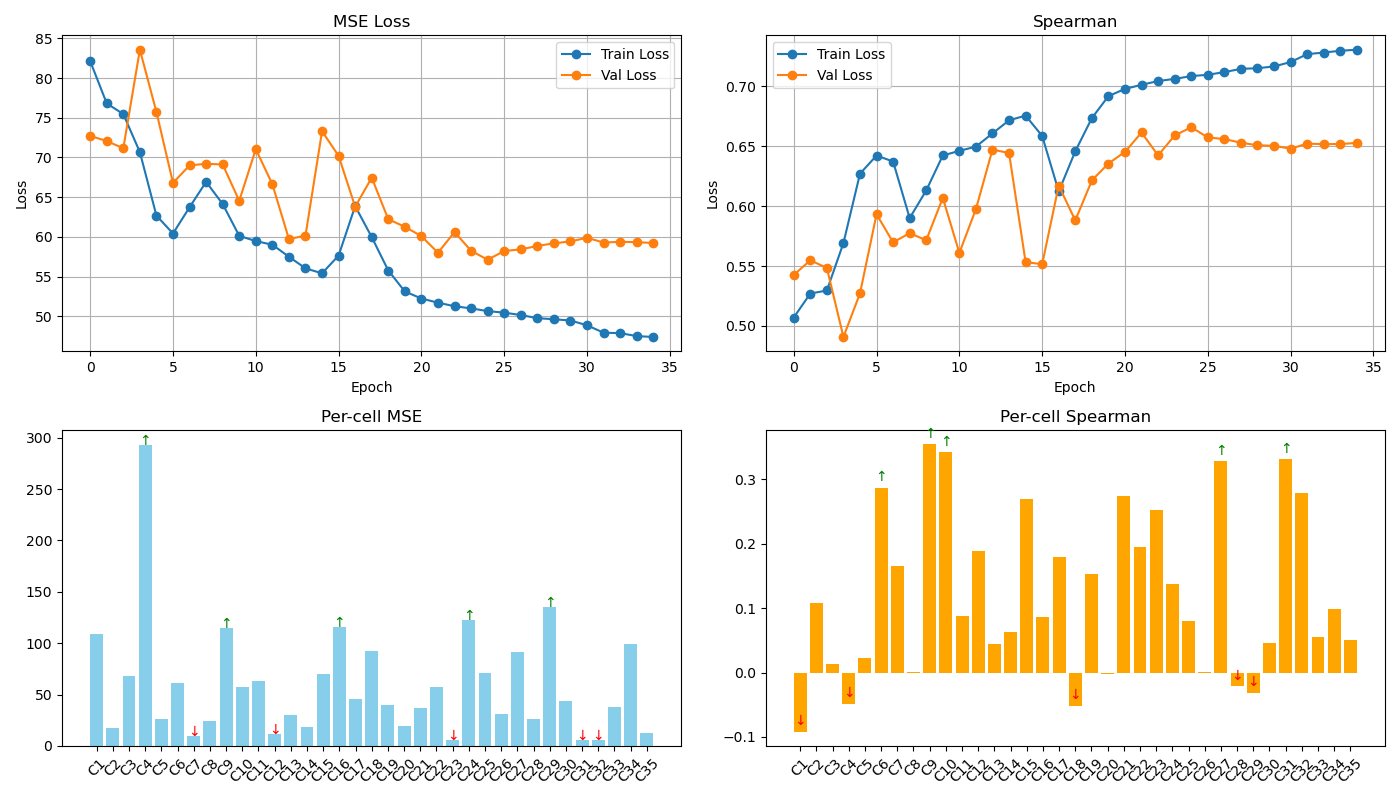 MSE Loss
Train Loss
Val Loss
85
80
75
70
65
60
55
50
Loss
0 5 10 15 20 25 30 35
Epoch
Spearman
Train Loss
Val Loss
0.70
0.65
0.60
0.55
0.50
Loss
0 5 10 15 20 25 30 35
Epoch
Per-cell MSE
300
250
200
150
100
50
0
↑ ↓ ↑ ↓ ↑ ↓ ↑ ↑ ↓ ↓
C1 C2 C3 C4 C5 C6 C7 C8 C9 C10 C11 C12 C13 C14 C15 C16 C17 C18 C19 C20 C21 C22 C23 C24 C25 C26 C27 C28 C29 C30 C31 C32 C33 C34 C35
Per-cell Spearman
0.3
0.2
0.1
0.0
−0.1
↓ ↓ ↑ ↑ ↑ ↓ ↑ ↓ ↓ ↑
C1 C2 C3 C4 C5 C6 C7 C8 C9 C10 C11 C12 C13 C14 C15 C16 C17 C18 C19 C20 C21 C22 C23 C24 C25 C26 C27 C28 C29 C30 C31 C32 C33 C34 C35